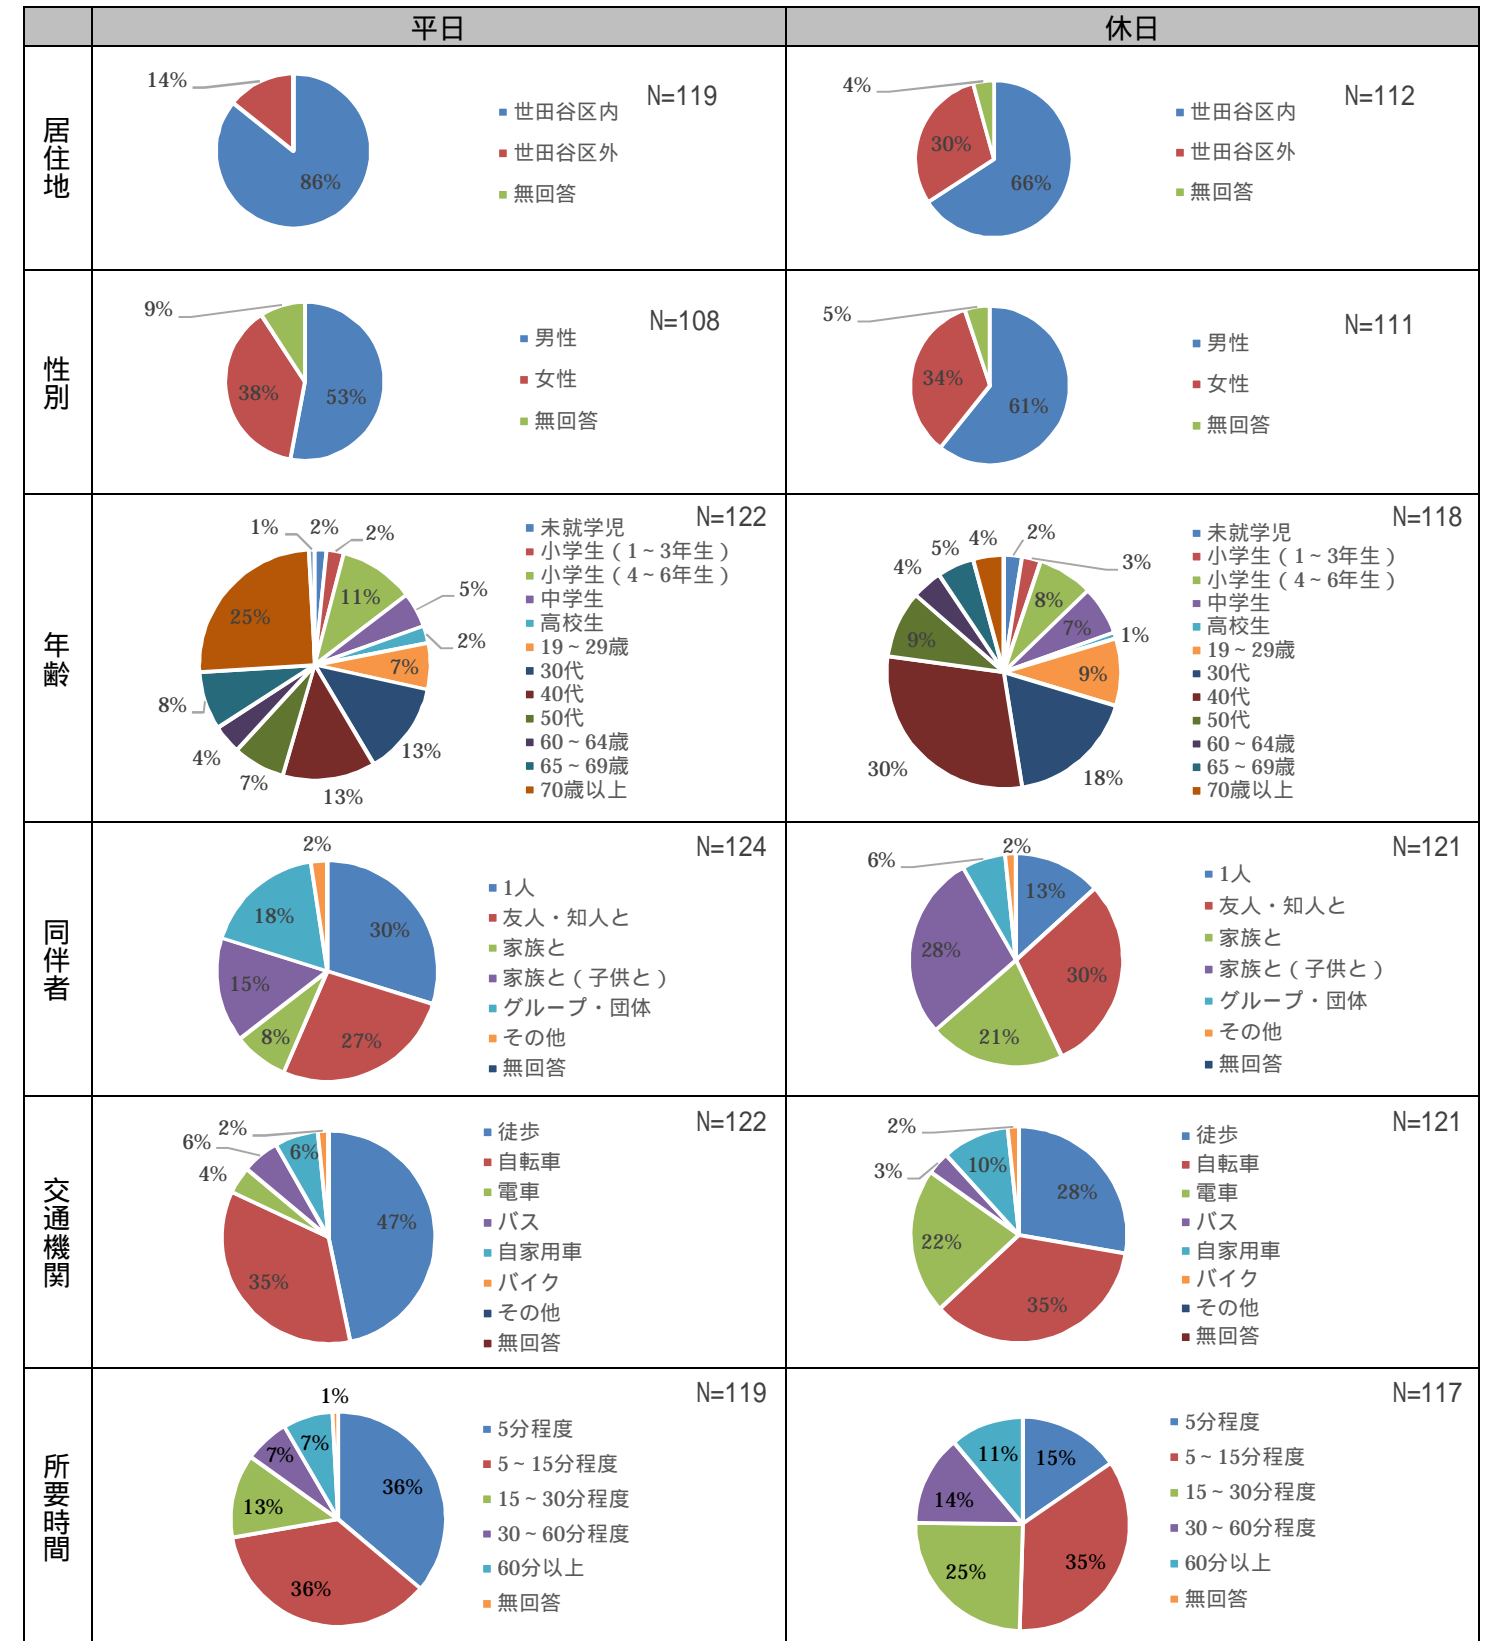 平日
休日
居住地
14%
86%
世田谷区内
世田谷区外
無回答
N=119
4%
30%
66%
世田谷区内
世田谷区外
無回答
N=112
性別
9%
38%
53%
男性
女性
無回答
N=108
5%
34%
61%
男性
女性
無回答
N=111
年齢
1%
2%
2%
11%
5%
2%
7%
13%
13%
7%
4%
8%
25%
N=122
未就学児
小学生（1～3年生）
小学生（4～6年生）
中学生
高校生
19～29歳
30代
40代
50代
60～64歳
65～69歳
70歳以上
2%
3%
8%
7%
1%
9%
18%
30%
9%
4%
5%
4%
N=118
未就学児
小学生（1～3年生）
小学生（4～6年生）
中学生
高校生
19～29歳
30代
40代
50代
60～64歳
65～69歳
70歳以上
同伴者
2%
30%
27%
8%
15%
18%
N=124
1人
友人・知人と
家族と
家族と（子供と）
グループ・団体
その他
無回答
2%
6%
13%
30%
21%
28%
N=121
1人
友人・知人と
家族と
家族と（子供と）
グループ・団体
その他
無回答
交通機関
2%
6%
6%
4%
47%
35%
N=122
徒歩
自転車
電車
バス
自家用車
バイク
その他
無回答
2%
10%
3%
28%
22%
35%
N=121
徒歩
自転車
電車
バス
自家用車
バイク
その他
無回答
所要時間
1%
7%
7%
13%
36%
36%
N=119
5分程度
5～15分程度
15～30分程度
30～60分程度
60分以上
無回答
11%
15%
14%
25%
35%
N=117
5分程度
5～15分程度
15～30分程度
30～60分程度
60分以上
無回答